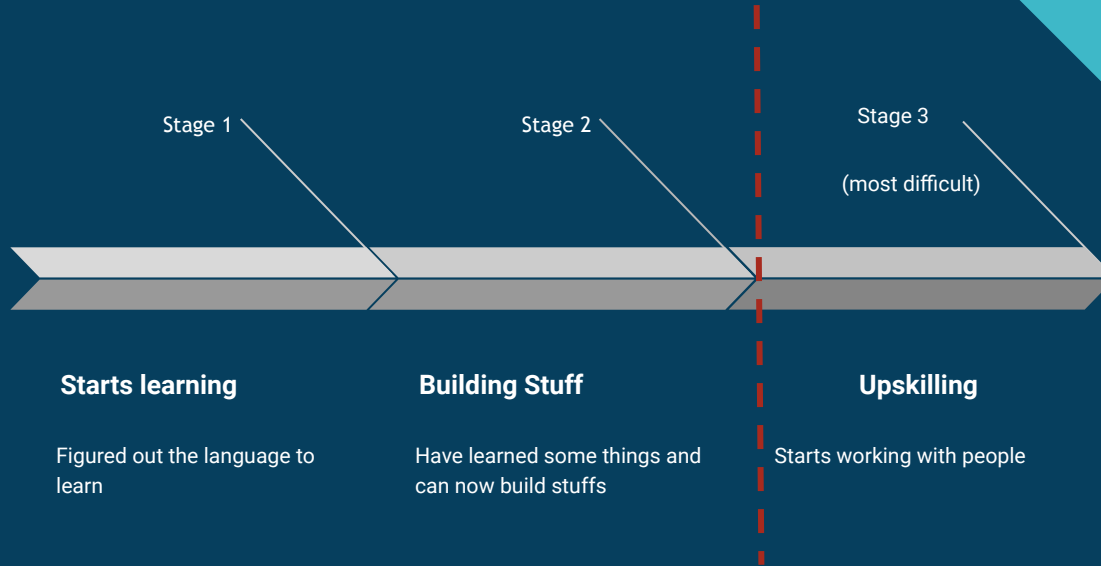 Stage 1
Stage 2
Stage 3
(most difficult)
Starts learning
Figured out the language to
learn
Building Stuff
Have learned some things and
can now build stuffs
Upskilling
Starts working with people